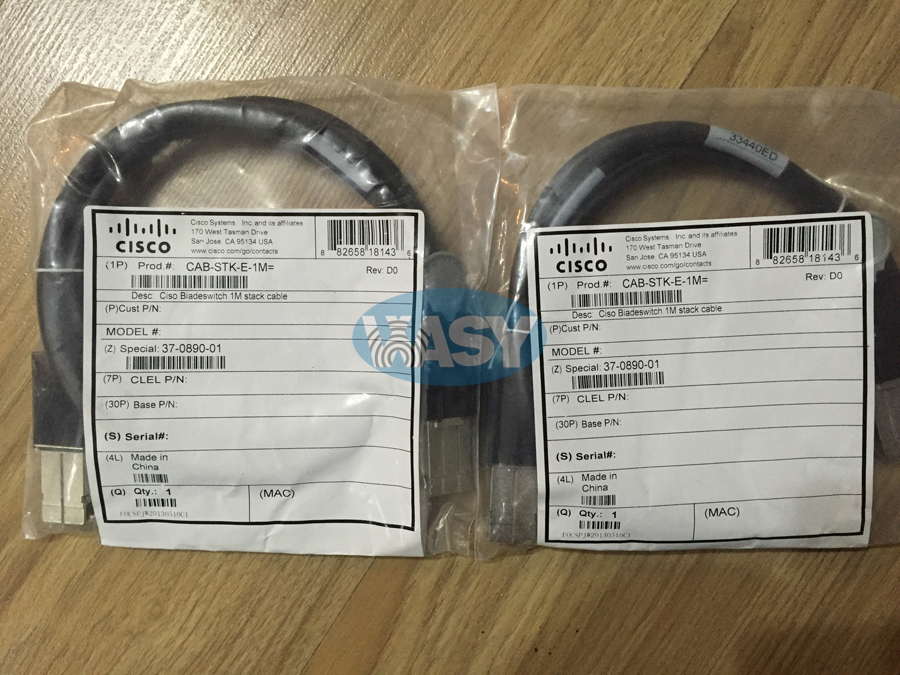 CISCO
Cisco Systems Inc. and its affiliates
170 West Tasman Drive
San Jose, CA 95134 USA
www.cisco.com/go/contacts
8 82658 18143 6
(1P) Prod.#: CAB-STK-E-1M=
Rev: D0
Desc: Ciso Biadeswitch 1M stack cable
(P)Cust P/N:
MODEL #:
(Z) Special: 37-0890-01
(7P) CLEL P/N:
(30P) Base P/N:
(S) Serial#:
(4L) Made in
China
(Q) Qty.: 1
(MAC)
FOUSPJW20130510C1
HASY
33440ED
CISCO
Cisco Systems Inc. and its affiliates
170 West Tasman Drive
San Jose, CA 95134 USA
www.cisco.com/go/contacts
8 82658 18143 6
(1P) Prod.#: CAB-STK-E-1M=
Rev: D0
Desc: Ciso Biadeswitch 1M stack cable
(P)Cust P/N:
MODEL #:
(Z) Special: 37-0890-01
(7P) CLEL P/N:
(30P) Base P/N:
(S) Serial#:
(4L) Made in
China
(Q) Qty.: 1
(MAC)
FOUSPJW20130510C1